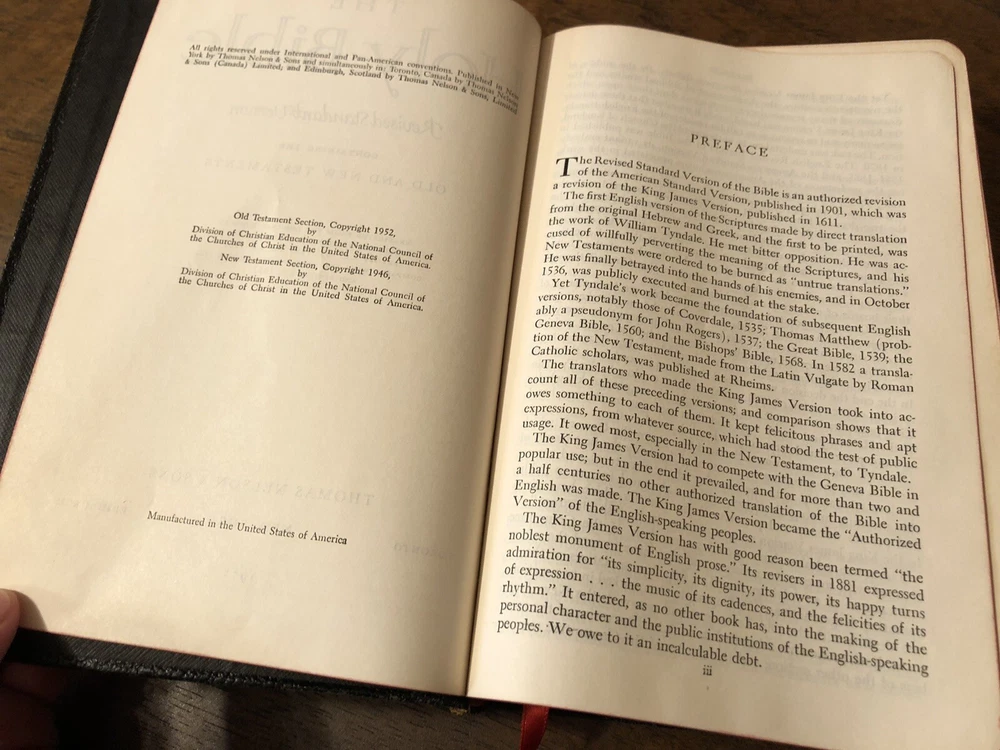 All rights reserved under International and Pan-American conventions. Published in New
York by Thomas Nelson & Sons and simultaneously in: Toronto, Canada by Thomas Nelson
& Sons (Canada) Limited; and Edinburgh, Scotland by Thomas Nelson & Sons, Limited
Old Testament Section, Copyright 1952,
by
Division of Christian Education of the National Council of
the Churches of Christ in the United States of America.
New Testament Section, Copyright 1946,
by
Division of Christian Education of the National Council of
the Churches of Christ in the United States of America.
Manufactured in the United States of America
PREFACE
The Revised Standard Version of the Bible is an authorized revision
of the American Standard Version, published in 1901, which was
a revision of the King James Version, published in 1611.
The first English version of the Scriptures made by direct translation
from the original Hebrew and Greek, and the first to be printed, was
the work of William Tyndale. He met bitter opposition. He was ac-
cused of willfully perverting the meaning of the Scriptures, and his
New Testaments were ordered to be burned as “untrue translations.”
He was finally betrayed into the hands of his enemies, and in October
1536, was publicly executed and burned at the stake.
Yet Tyndale's work became the foundation of subsequent English
versions, notably those of Coverdale, 1535; Thomas Matthew (prob-
ably a pseudonym for John Rogers), 1537; the Great Bible, 1539; the
Geneva Bible, 1560; and the Bishops' Bible, 1568. In 1582 a transla-
tion of the New Testament, made from the Latin Vulgate by Roman
Catholic scholars, was published at Rheims.
The translators who made the King James Version took into ac-
count all of these preceding versions; and comparison shows that it
owes something to each of them. It kept felicitous phrases and apt
expressions, from whatever source, which had stood the test of public
usage. It owed most, especially in the New Testament, to Tyndale.
The King James Version had to compete with the Geneva Bible in
popular use; but in the end it prevailed, and for more than two and
a half centuries no other authorized translation of the Bible into
English was made. The King James Version became the “Authorized
Version” of the English-speaking peoples.
The King James Version has with good reason been termed “the
noblest monument of English prose.” Its revisers in 1881 expressed
admiration for “its simplicity, its dignity, its power, its happy turns
of expression . . . the music of its cadences, and the felicities of its
rhythm.” It entered, as no other book has, into the making of the
personal character and the public institutions of the English-speaking
peoples. We owe to it an incalculable debt.
iii